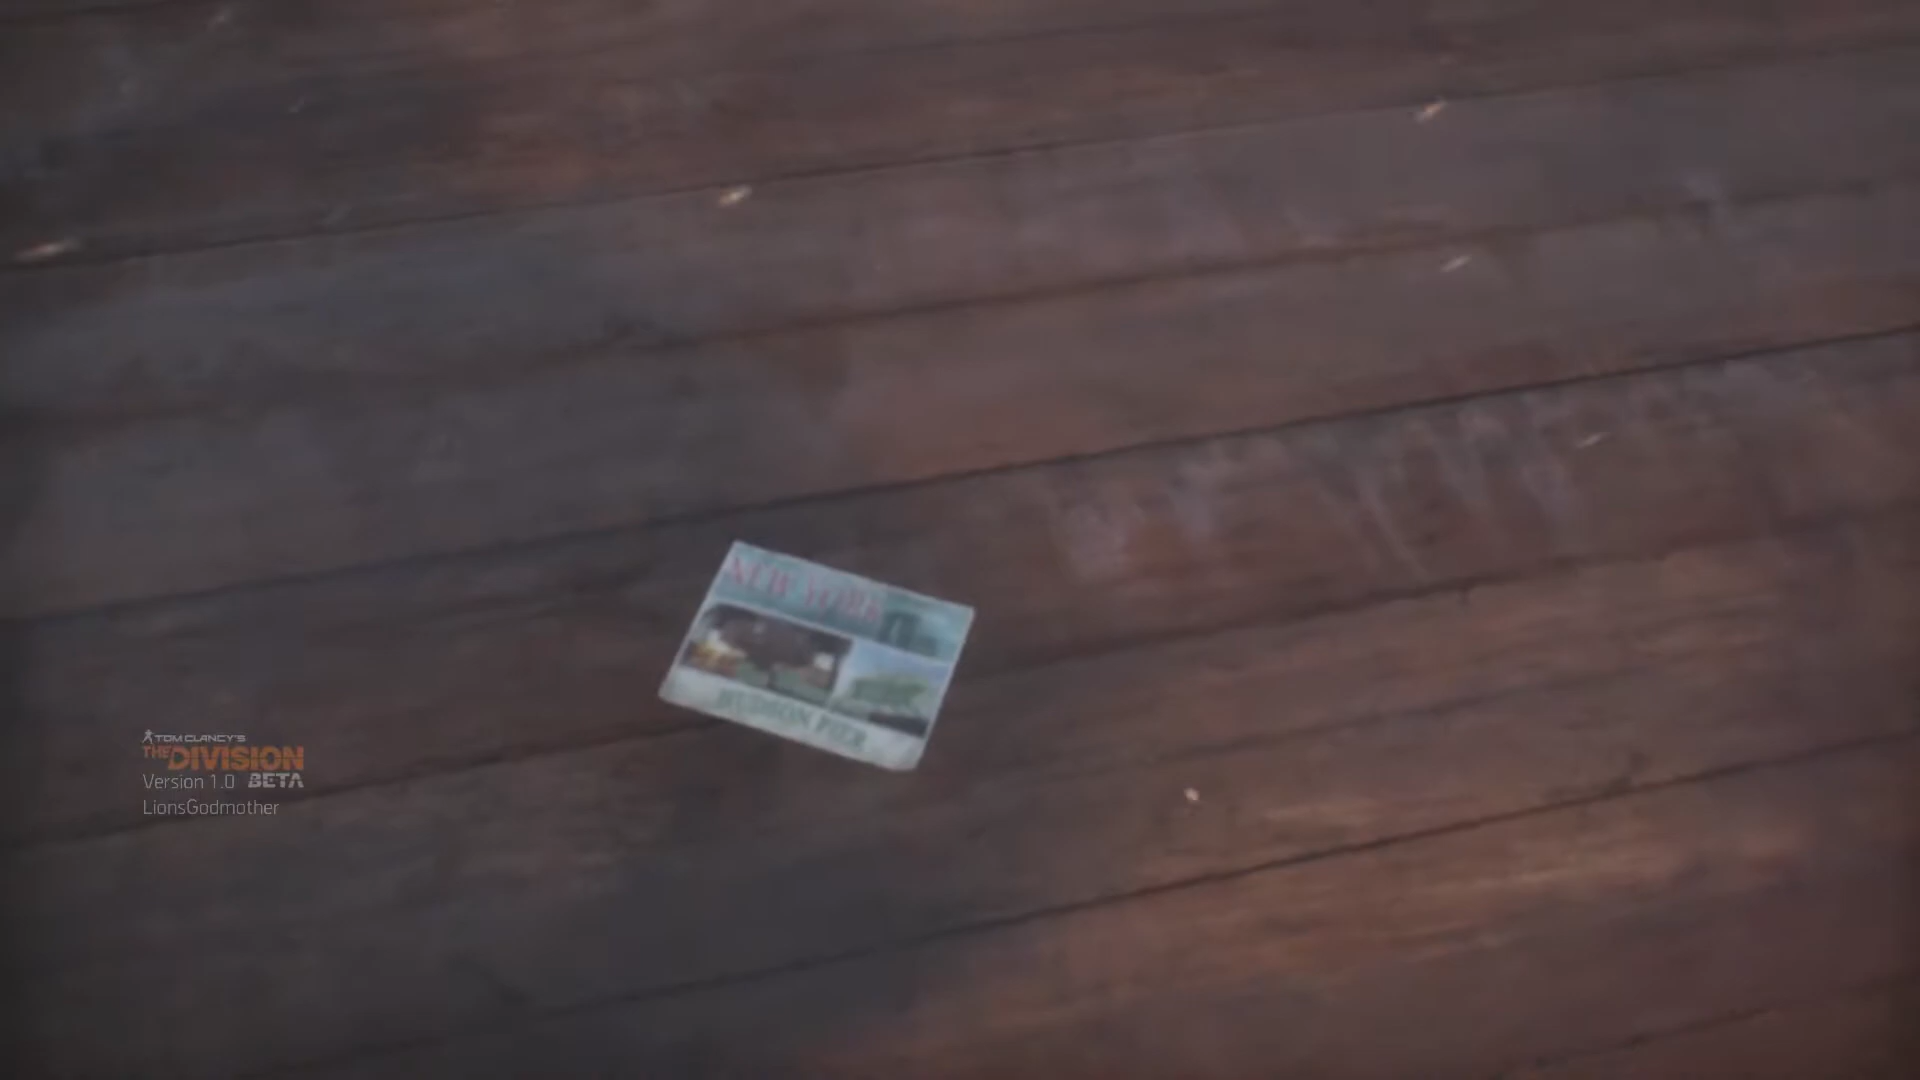 NEW YORK
HUDSON PIER
TOM CLANCY'S
THE DIVISION
Version 1.0 BETA
LionsGodmother